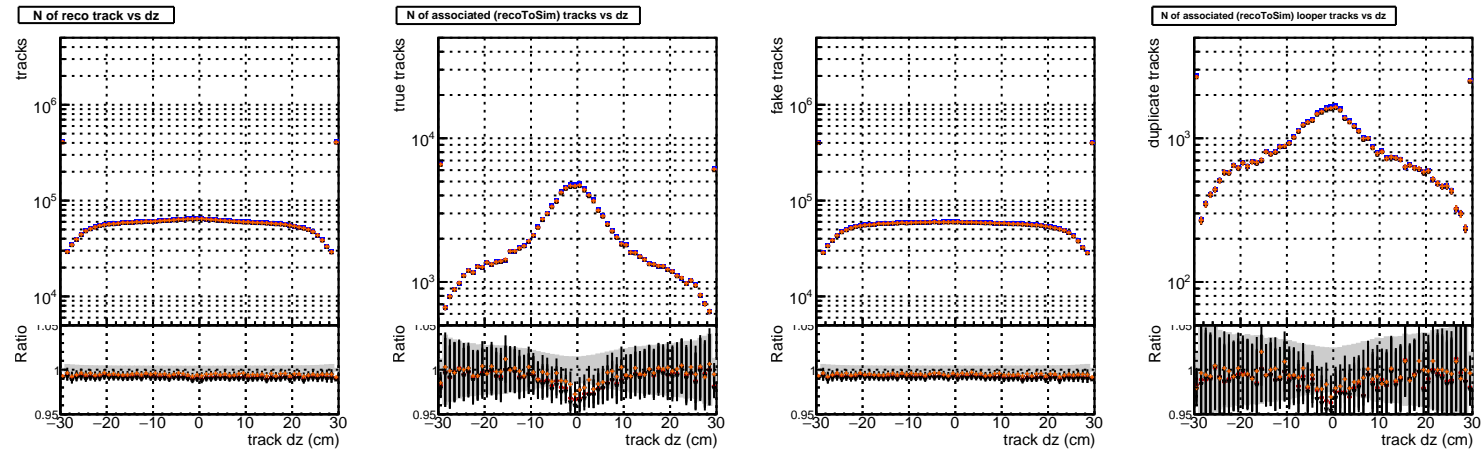 N of reco track vs dz
tracks
10^6
10^5
10^4
Ratio
1.05
1
0.95
−30 −20 −10 0 10 20 30
track dz (cm)
N of associated (recoToSim) tracks vs dz
true tracks
10^4
10^3
Ratio
1.05
1
0.95
−30 −20 −10 0 10 20 30
track dz (cm)
fake tracks
10^6
10^5
10^4
Ratio
1.05
1
0.95
−30 −20 −10 0 10 20 30
track dz (cm)
N of associated (recoToSim) looper tracks vs dz
duplicate tracks
10^3
10^2
Ratio
1.05
1
0.95
−30 −20 −10 0 10 20 30
track dz (cm)